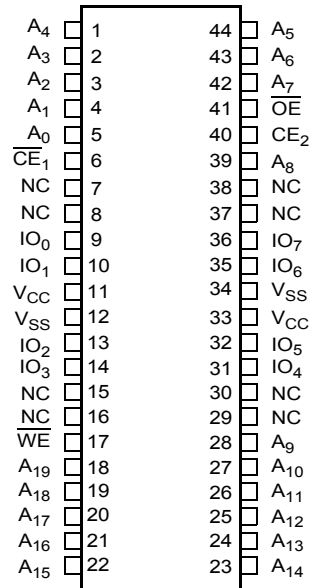 A4 1 44 A5
A3 2 43 A6
A2 3 42 A7
A1 4 41 O̅E̅
A0 5 40 CE2
C̅E̅1 6 39 A8
NC 7 38 NC
NC 8 37 NC
IO0 9 36 IO7
IO1 10 35 IO6
VCC 11 34 VSS
VSS 12 33 VCC
IO2 13 32 IO5
IO3 14 31 IO4
NC 15 30 NC
NC 16 29 NC
W̅E̅ 17 28 A9
A19 18 27 A10
A18 19 26 A11
A17 20 25 A12
A16 21 24 A13
A15 22 23 A14